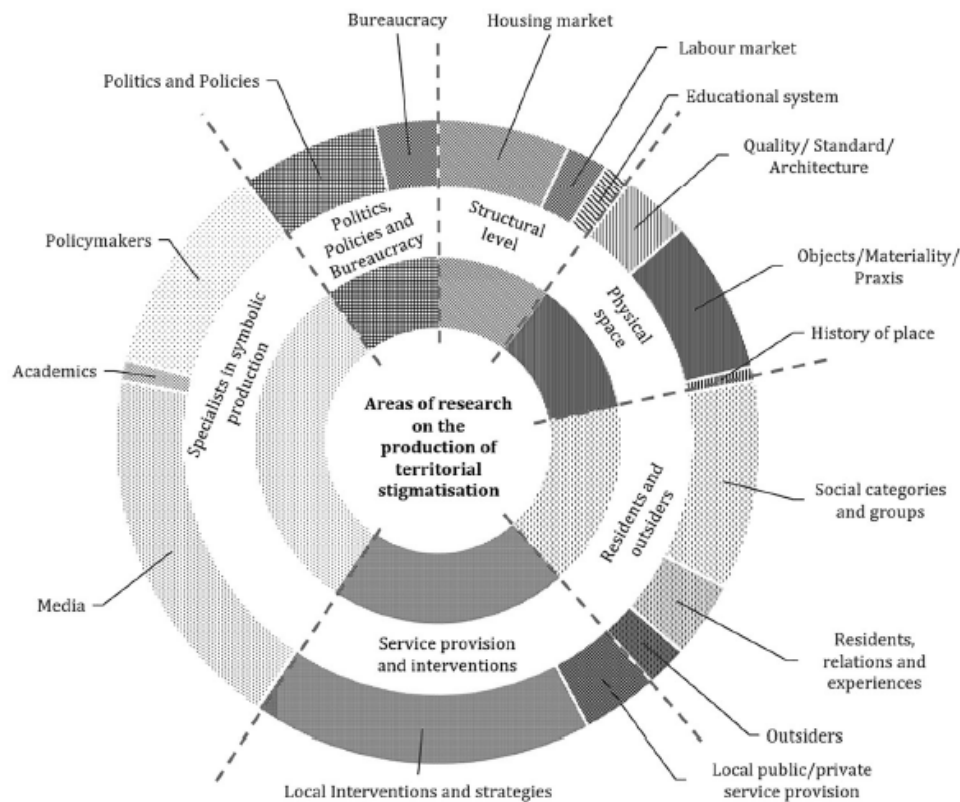 Bureaucracy
Housing market
Labour market
Politics and Policies
Educational system
Quality/ Standard/
Architecture
Policymakers
Objects/Materiality/
Praxis
History of place
Academics
Politics,
Policies and
Bureaucracy
Structural
level
Physical
space
Specialists in symbolic
production
Areas of research
on the
production of
territorial
stigmatisation
Residents and
outsiders
Social categories
and groups
Media
Service provision
and interventions
Residents,
relations and
experiences
Outsiders
Local public/private
service provision
Local Interventions and strategies